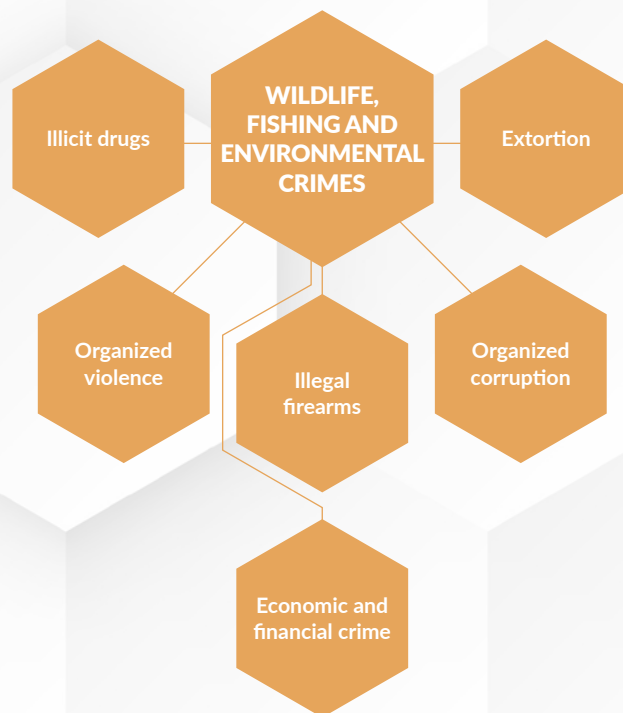 WILDLIFE,
FISHING AND
ENVIRONMENTAL
CRIMES
Illicit drugs
Extortion
Organized
violence
Illegal
firearms
Organized
corruption
Economic and
financial crime